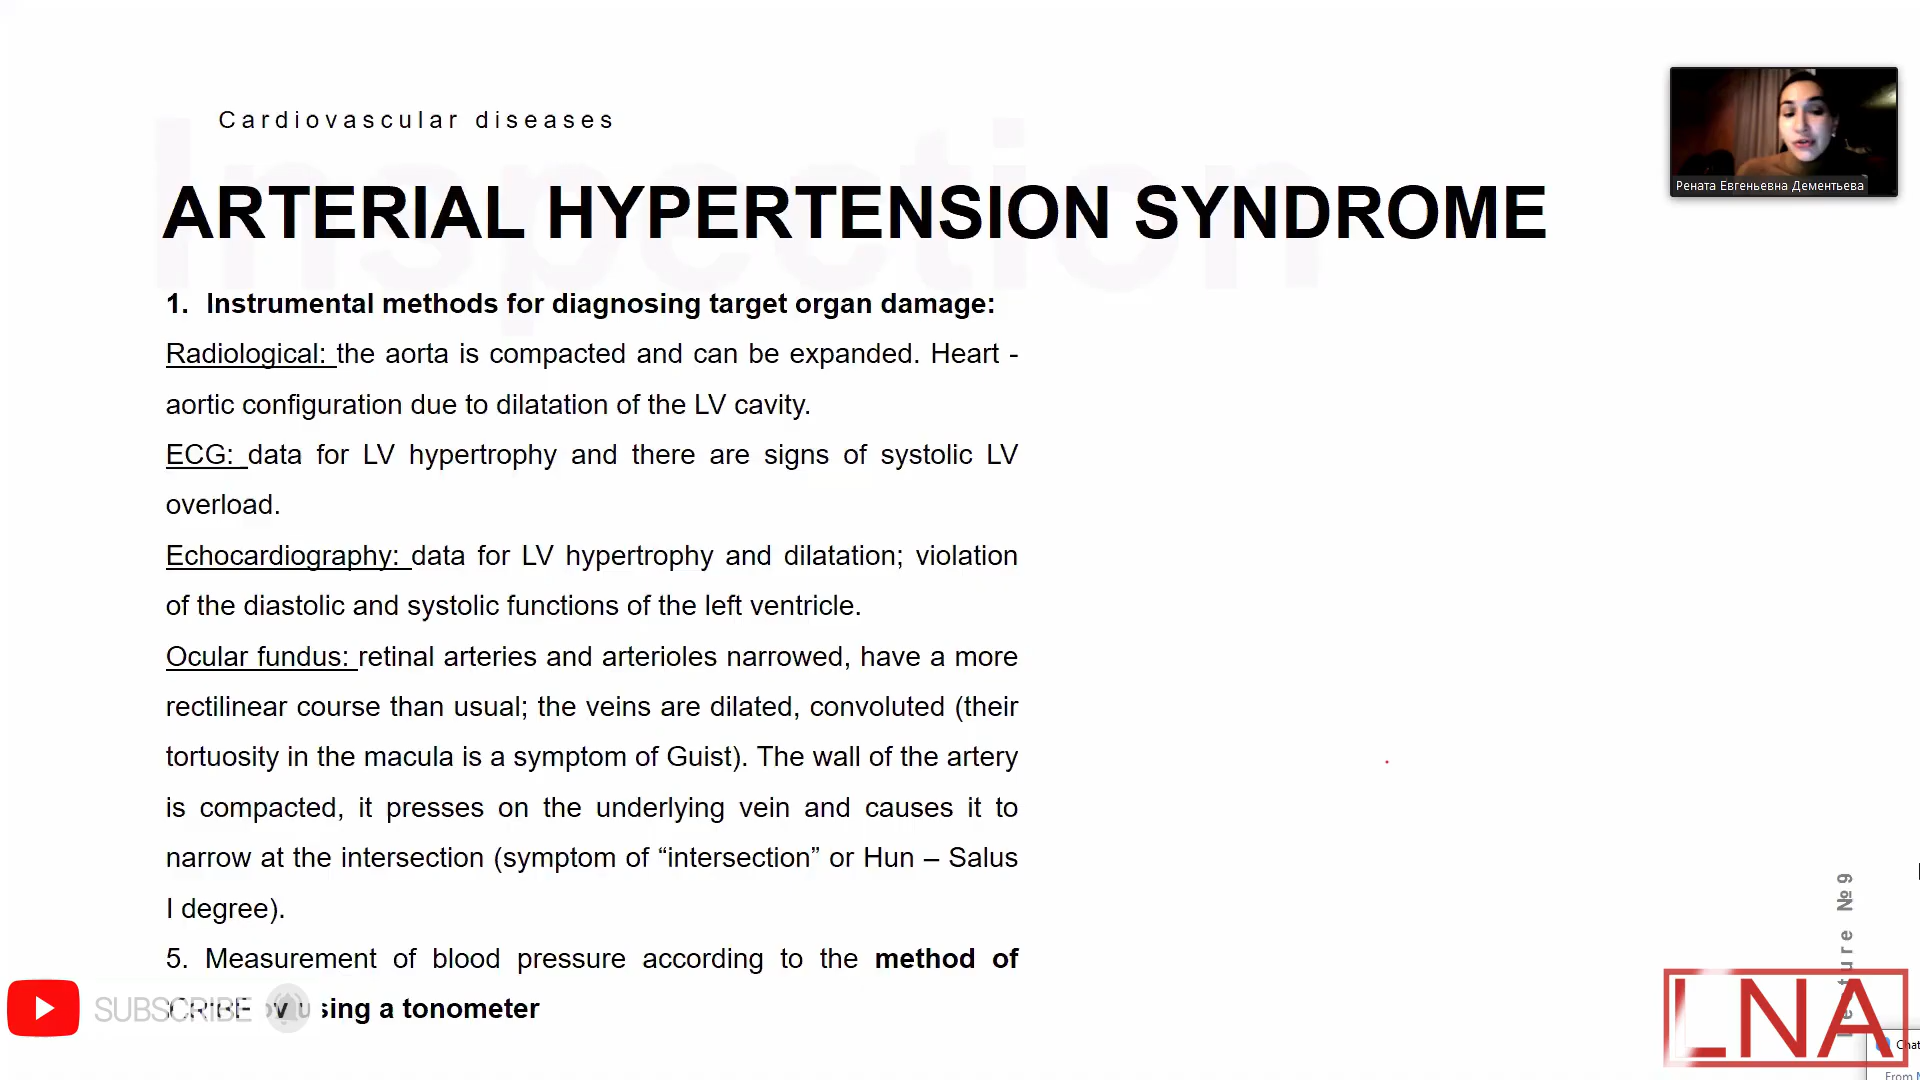 Cardiovascular diseases
Inspection
ARTERIAL HYPERTENSION SYNDROME
Рената Евгеньевна Дементьева
1. Instrumental methods for diagnosing target organ damage:
Radiological: the aorta is compacted and can be expanded. Heart -
aortic configuration due to dilatation of the LV cavity.
ECG: data for LV hypertrophy and there are signs of systolic LV
overload.
Echocardiography: data for LV hypertrophy and dilatation; violation
of the diastolic and systolic functions of the left ventricle.
Ocular fundus: retinal arteries and arterioles narrowed, have a more
rectilinear course than usual; the veins are dilated, convoluted (their
tortuosity in the macula is a symptom of Guist). The wall of the artery
is compacted, it presses on the underlying vein and causes it to
narrow at the intersection (symptom of “intersection” or Hun – Salus
I degree).
5. Measurement of blood pressure according to the method of
by using a tonometer
SUBSCRIBE
Lecture №9
LNA
Chat
From